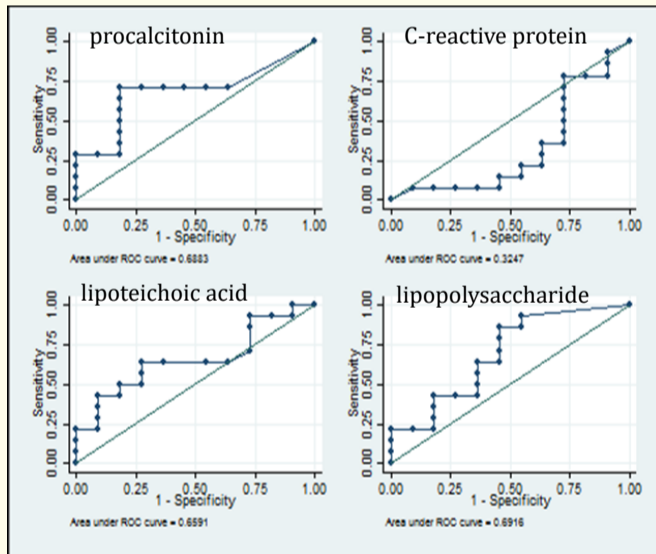 procalcitonin
Sensitivity
1.00
0.75
0.50
0.25
0.00
0.00 0.25 0.50 0.75 1.00
1 - Specificity
Area under ROC curve = 0.6883
C-reactive protein
Sensitivity
1.00
0.75
0.50
0.25
0.00
0.00 0.25 0.50 0.75 1.00
1 - Specificity
Area under ROC curve = 0.3247
lipoteichoic acid
Sensitivity
1.00
0.75
0.50
0.25
0.00
0.00 0.25 0.50 0.75 1.00
1 - Specificity
Area under ROC curve = 0.6591
lipopolysaccharide
Sensitivity
1.00
0.75
0.50
0.25
0.00
0.00 0.25 0.50 0.75 1.00
1 - Specificity
Area under ROC curve = 0.6916